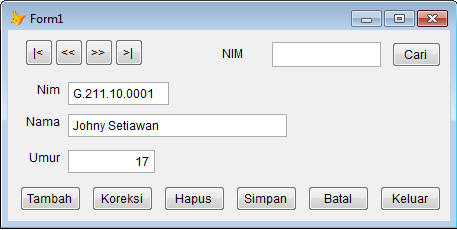 Form1
|< << >> >| NIM Cari
Nim G.211.10.0001
Nama Johny Setiawan
Umur 17
Tambah Koreksi Hapus Simpan Batal Keluar